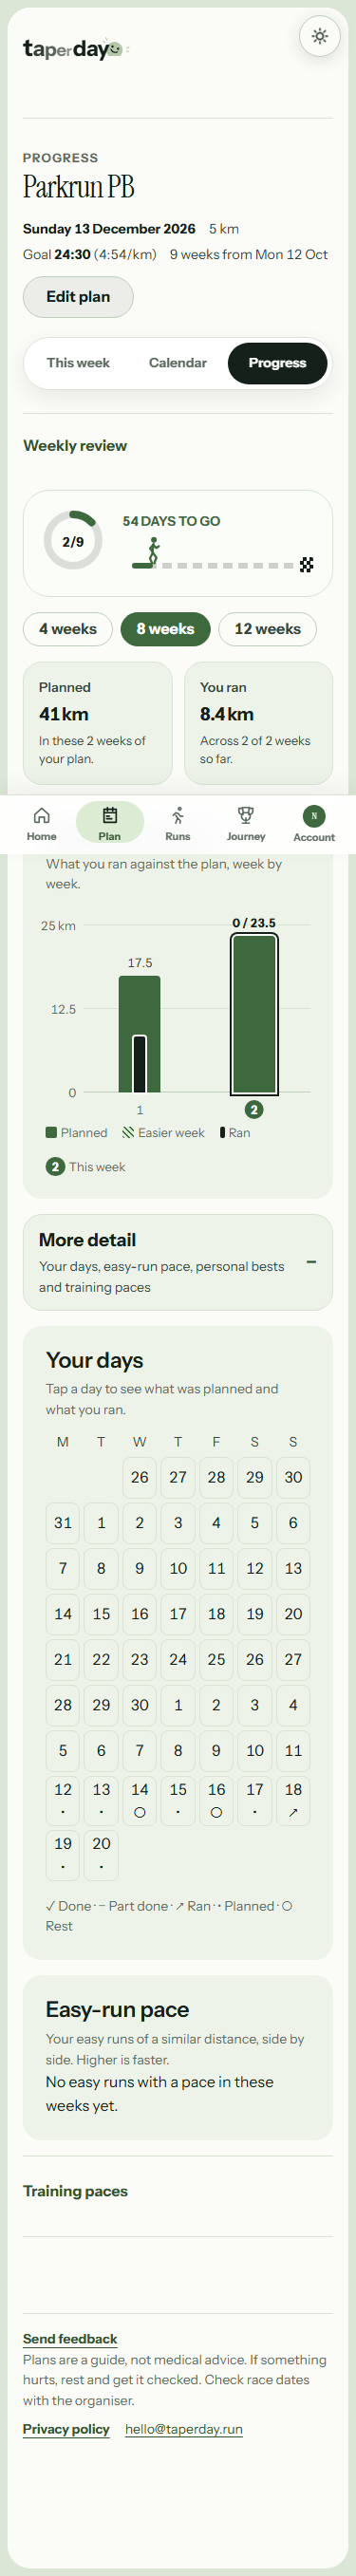 taperday
PROGRESS
Parkrun PB
Sunday 13 December 2026 5 km
Goal 24:30 (4:54/km) 9 weeks from Mon 12 Oct
Edit plan
This week Calendar Progress
Weekly review
54 DAYS TO GO
2/9
4 weeks 8 weeks 12 weeks
Planned
41 km
In these 2 weeks of
your plan.
You ran
8.4 km
Across 2 of 2 weeks
so far.
Home Plan Runs Journey N Account
What you ran against the plan, week by
week.
25 km
12.5
0
17.5
0 / 23.5
1 2
Planned Easier week Ran
2 This week
More detail
Your days, easy-run pace, personal bests
and training paces
–
Your days
Tap a day to see what was planned and
what you ran.
M T W T F S S
26 27 28 29 30
31 1 2 3 4 5 6
7 8 9 10 11 12 13
14 15 16 17 18 19 20
21 22 23 24 25 26 27
28 29 30 1 2 3 4
5 6 7 8 9 10 11
12 13 14 15 16 17 18
· · ○ · ○ · ↗
19 20
· ·
✓ Done · – Part done · ↗ Ran · • Planned · ○
Rest
Easy-run pace
Your easy runs of a similar distance, side by
side. Higher is faster.
No easy runs with a pace in these
weeks yet.
Training paces
Send feedback
Plans are a guide, not medical advice. If something
hurts, rest and get it checked. Check race dates
with the organiser.
Privacy policy hello@taperday.run